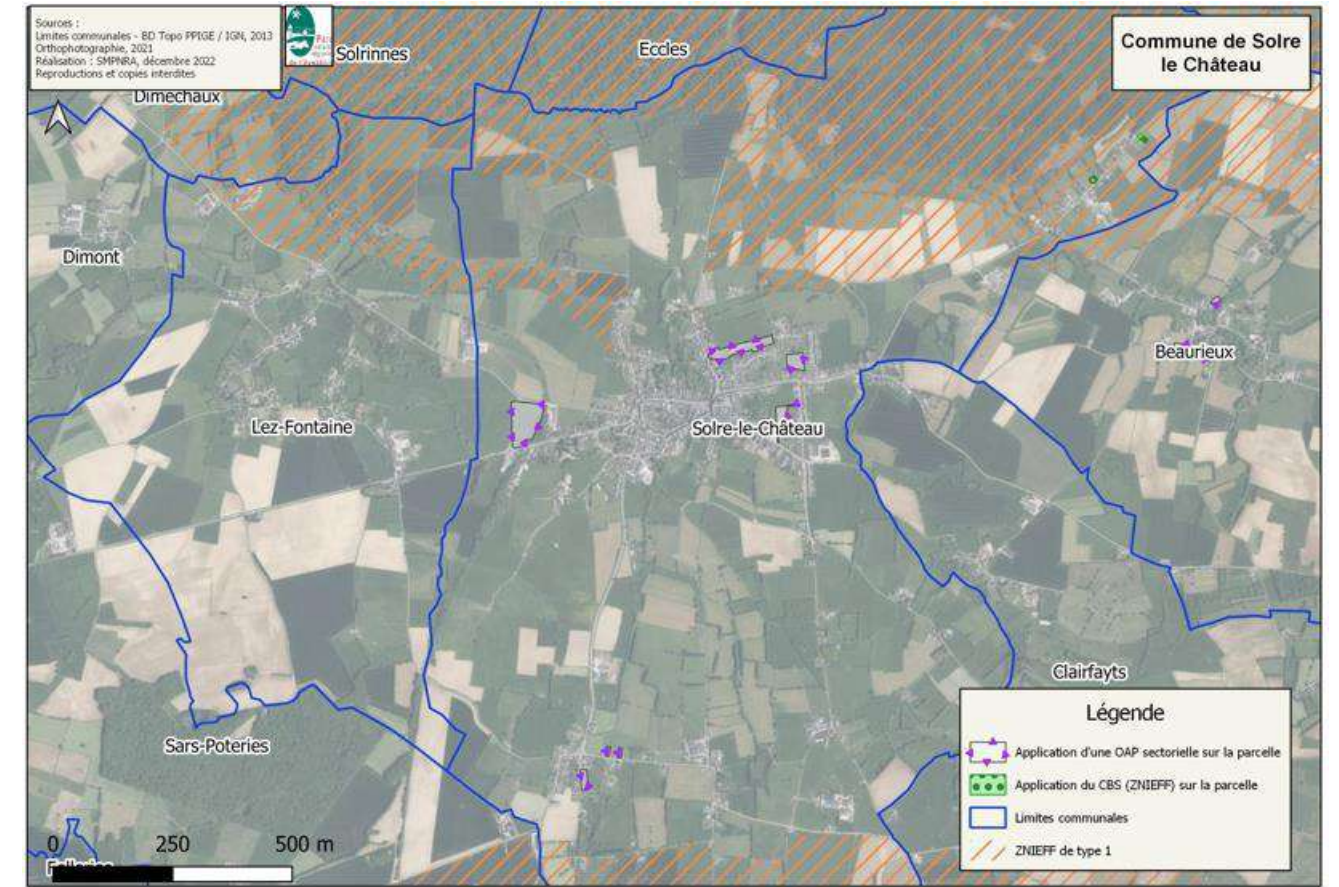 Sources :
Limites communales - BD Topo PPIGE / IGN, 2013
Orthophotographie, 2021
Réalisation : SMPNRA, décembre 2022
Reproductions et copies interdites
Solrinnes
Eccles
Commune de Solre
le Château
Dimechaux
Dimont
Beaurieux
Lez-Fontaine
Solre-le-Château
Clairfayts
Sars-Poteries
Légende
Application d'une OAP sectorielle sur la parcelle
Application du CBS (ZNIEFF) sur la parcelle
Limites communales
ZNIEFF de type 1
0 250 500 m